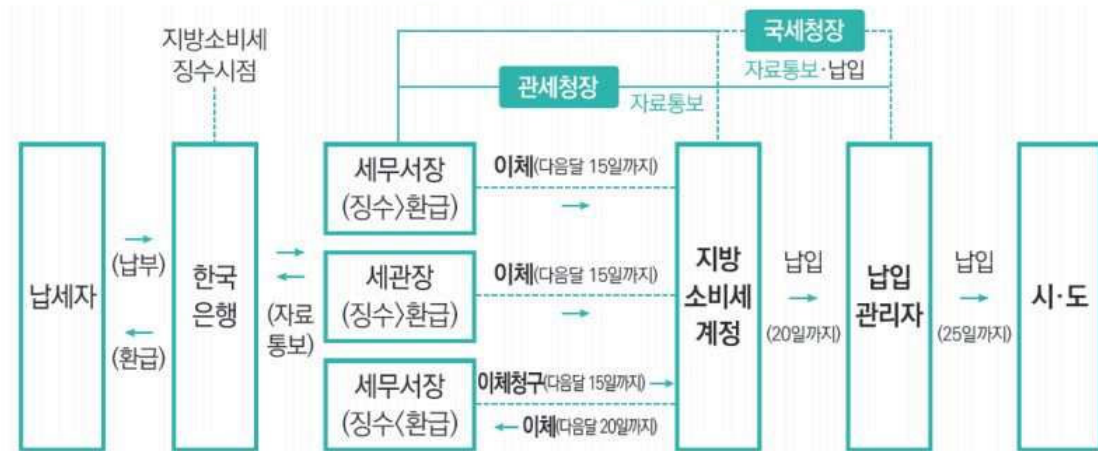 지방소비세
징수시점
국세청장
자료통보·납입
관세청장
자료통보
납세자
→
(납부)
←
(환급)
한국
은행
→
←
(자료
통보)
세무서장
(징수〉환급)
이체(다음달 15일까지)
→
세관장
(징수〉환급)
이체(다음달 15일까지)
→
세무서장
(징수〈환급)
이체청구(다음달 15일까지) →
← 이체(다음달 20일까지)
지방
소비세
계정
납입
→
(20일까지)
납입
관리자
납입
→
(25일까지)
시·도